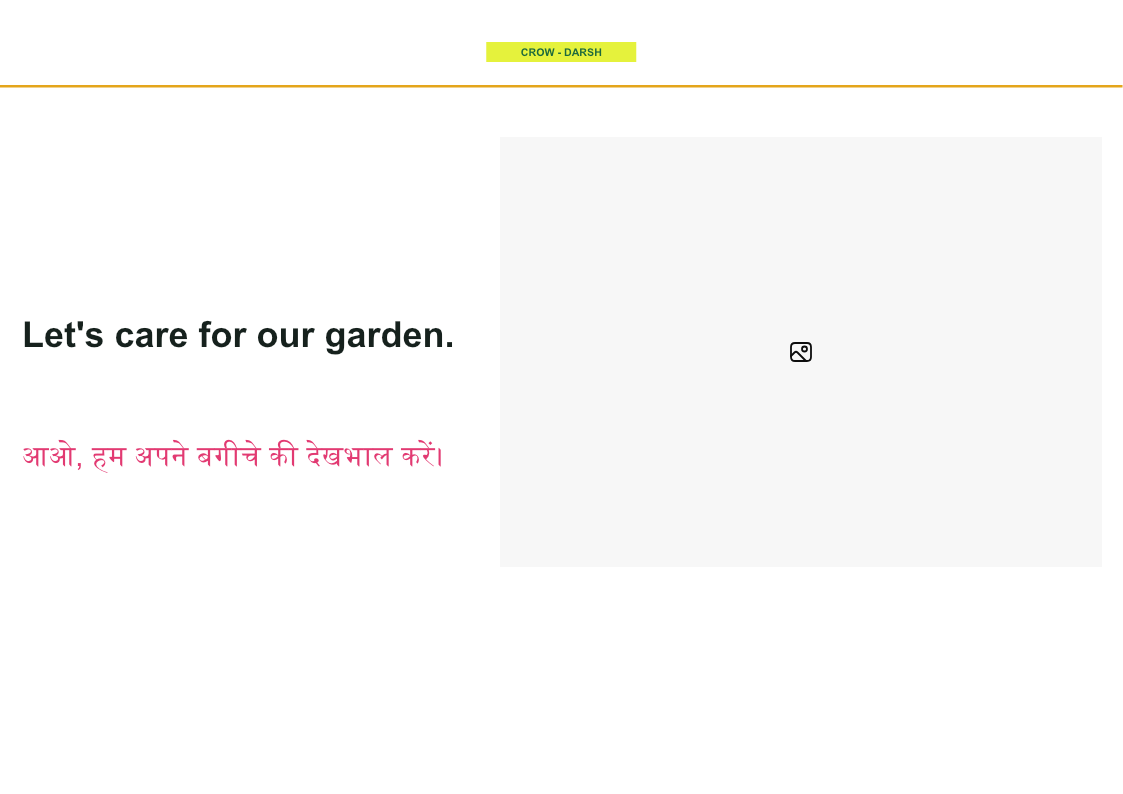 CROW - DARSH
Let's care for our garden.
आओ, हम अपने बगीचे की देखभाल करें।